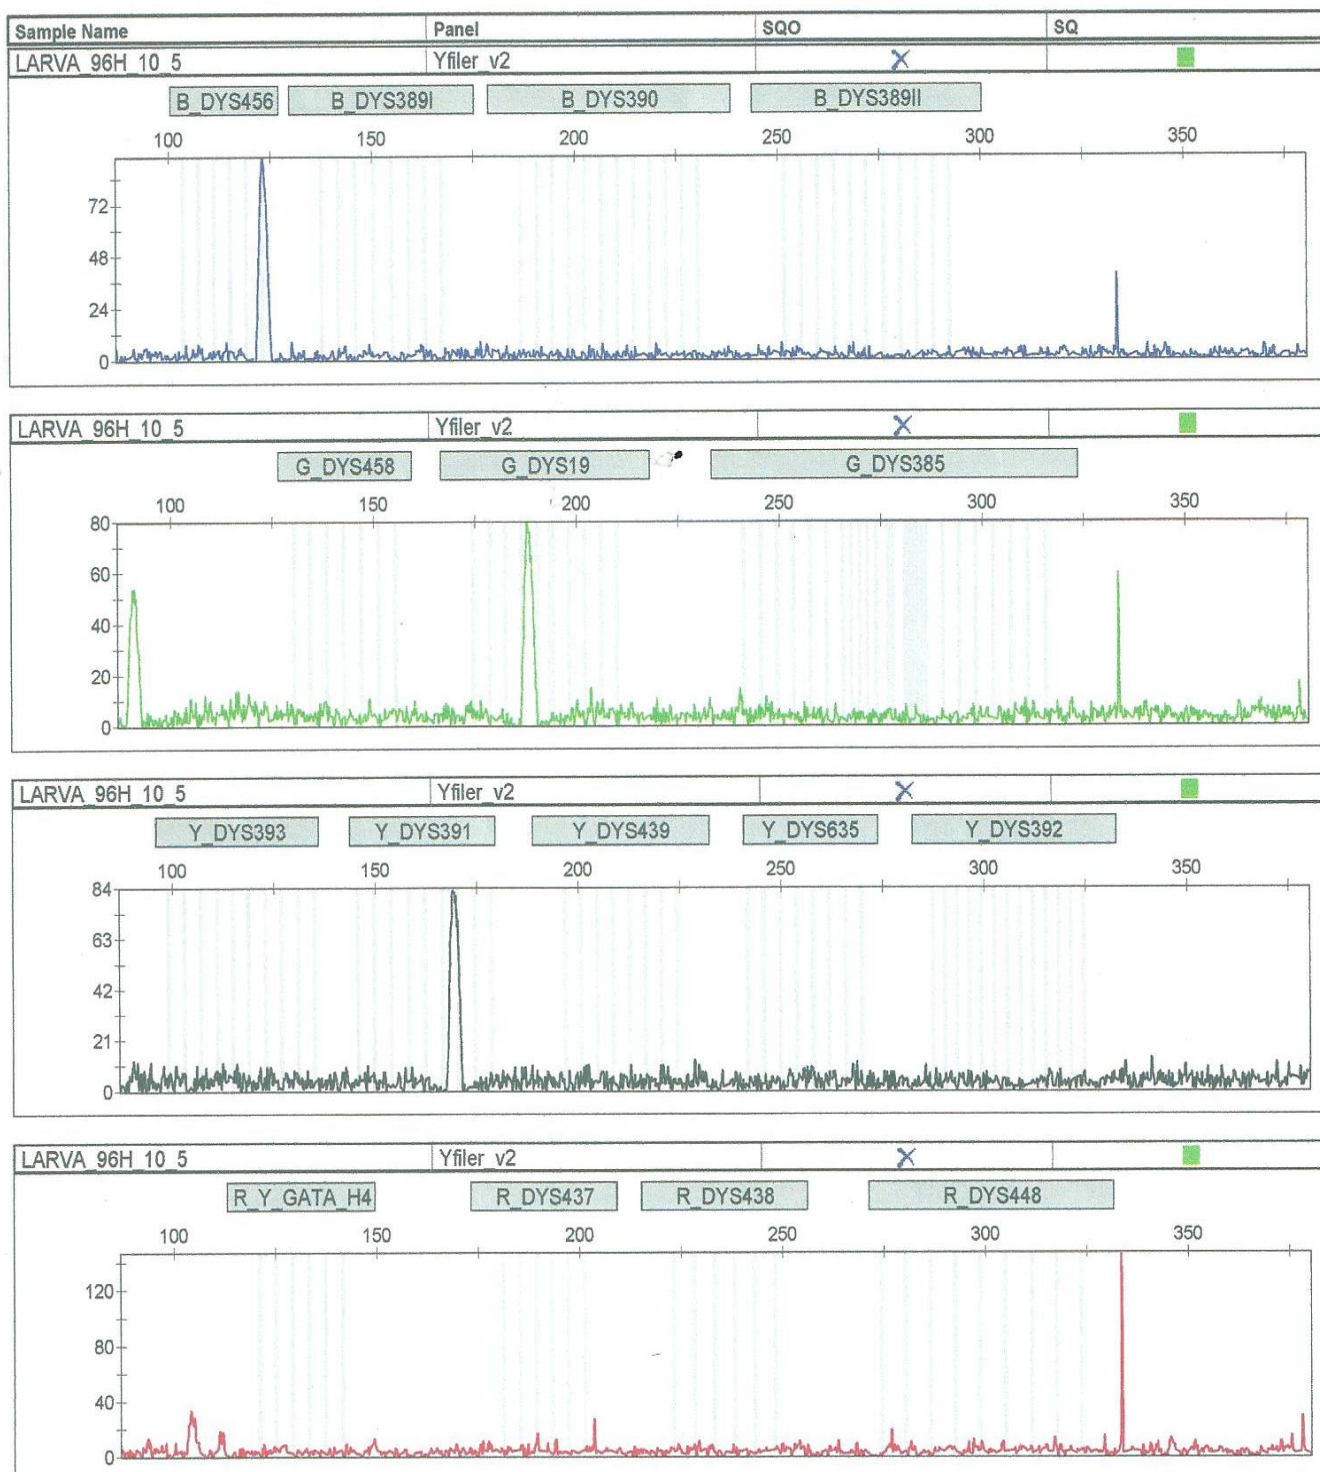 Sample Name Panel SQO SQ
LARVA_96H_10_5 Yfiler_v2
B_DYS456 B_DYS389I B_DYS390 B_DYS389II
100 150 200 250 300 350
72
48
24
0
LARVA_96H_10_5 Yfiler_v2
G_DYS458 G_DYS19 G_DYS385
100 150 200 250 300 350
80
60
40
20
0
LARVA_96H_10_5 Yfiler_v2
Y_DYS393 Y_DYS391 Y_DYS439 Y_DYS635 Y_DYS392
100 150 200 250 300 350
84
63
42
21
0
LARVA_96H_10_5 Yfiler_v2
R_Y_GATA_H4 R_DYS437 R_DYS438 R_DYS448
100 150 200 250 300 350
120
80
40
0